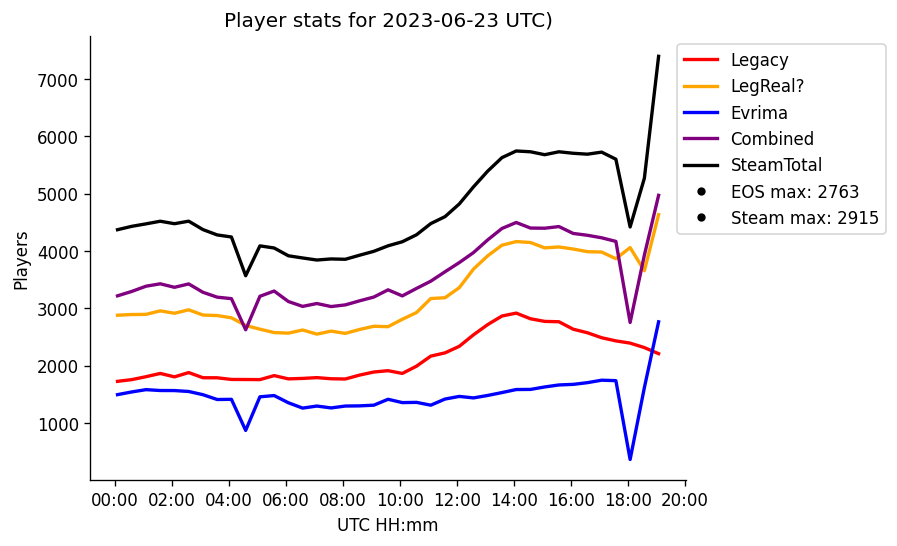 Player stats for 2023-06-23 UTC)
7000
6000
5000
4000
3000
2000
1000
Players
00:00 02:00 04:00 06:00 08:00 10:00 12:00 14:00 16:00 18:00 20:00
UTC HH:mm
Legacy
LegReal?
Evrima
Combined
SteamTotal
EOS max: 2763
Steam max: 2915